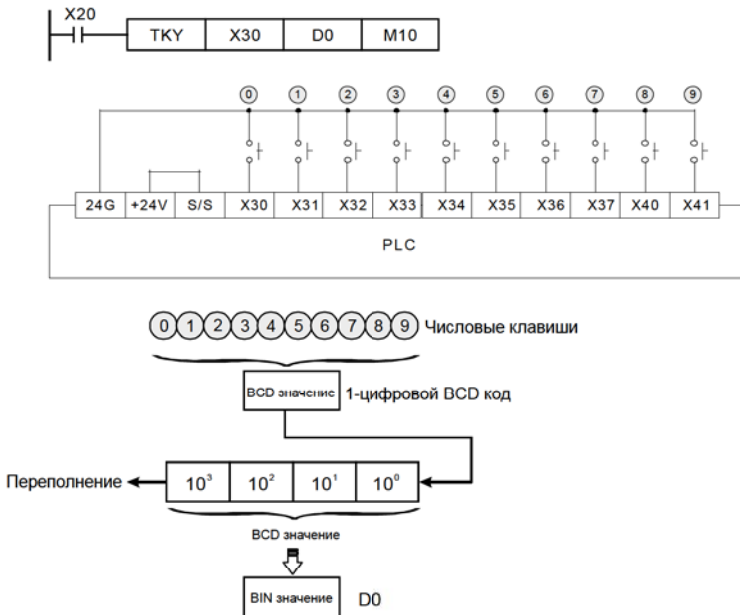 X20
TKY X30 D0 M10
0 1 2 3 4 5 6 7 8 9
24G +24V S/S X30 X31 X32 X33 X34 X35 X36 X37 X40 X41
PLC
0 1 2 3 4 5 6 7 8 9 Числовые клавиши
BCD значение 1-цифровой BCD код
Переполнение 10³ 10² 10¹ 10⁰
BCD значение
BIN значение D0